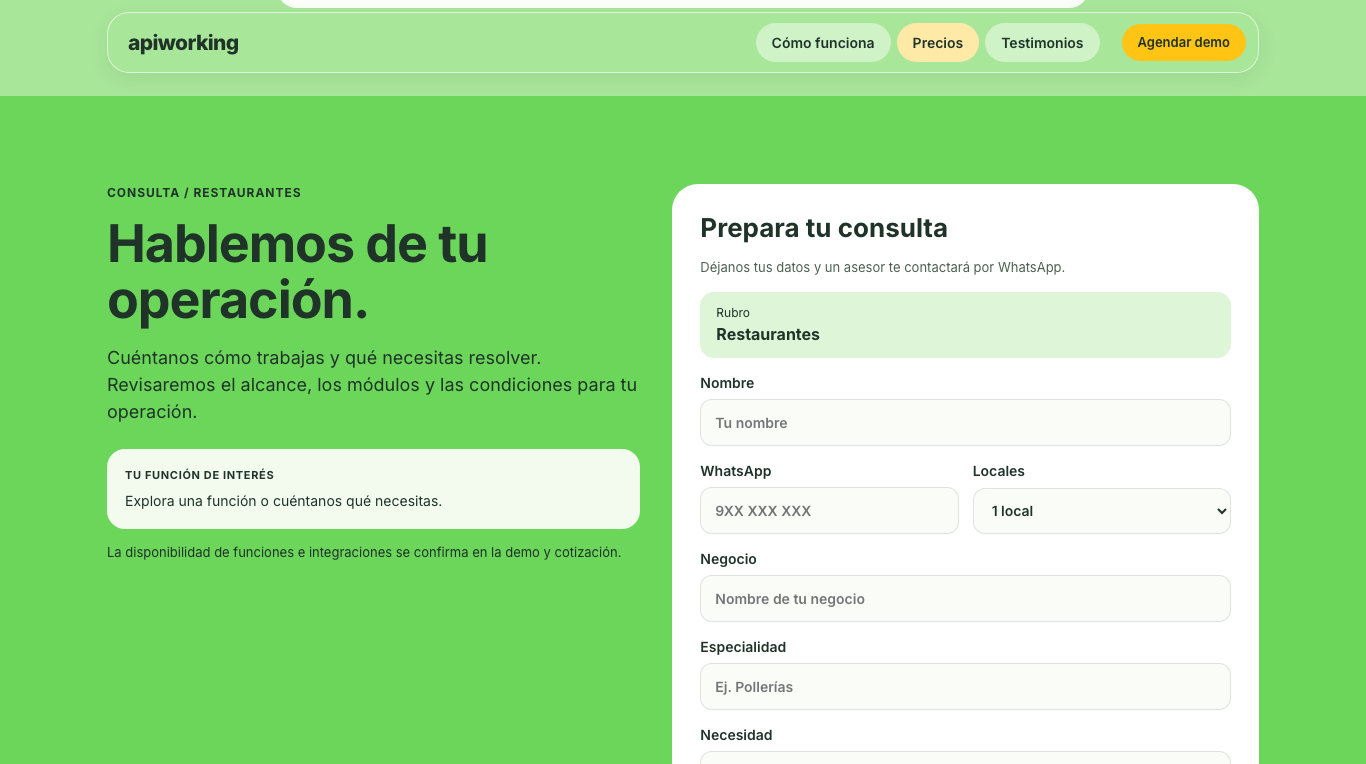 apiworking
Cómo funciona
Precios
Testimonios
Agendar demo
CONSULTA / RESTAURANTES
Hablemos de tu
operación.
Cuéntanos cómo trabajas y qué necesitas resolver.
Revisaremos el alcance, los módulos y las condiciones para tu
operación.
TU FUNCIÓN DE INTERÉS
Explora una función o cuéntanos qué necesitas.
La disponibilidad de funciones e integraciones se confirma en la demo y cotización.
Prepara tu consulta
Déjanos tus datos y un asesor te contactará por WhatsApp.
Rubro
Restaurantes
Nombre
Tu nombre
WhatsApp
9XX XXX XXX
Locales
1 local
Negocio
Nombre de tu negocio
Especialidad
Ej. Pollerías
Necesidad